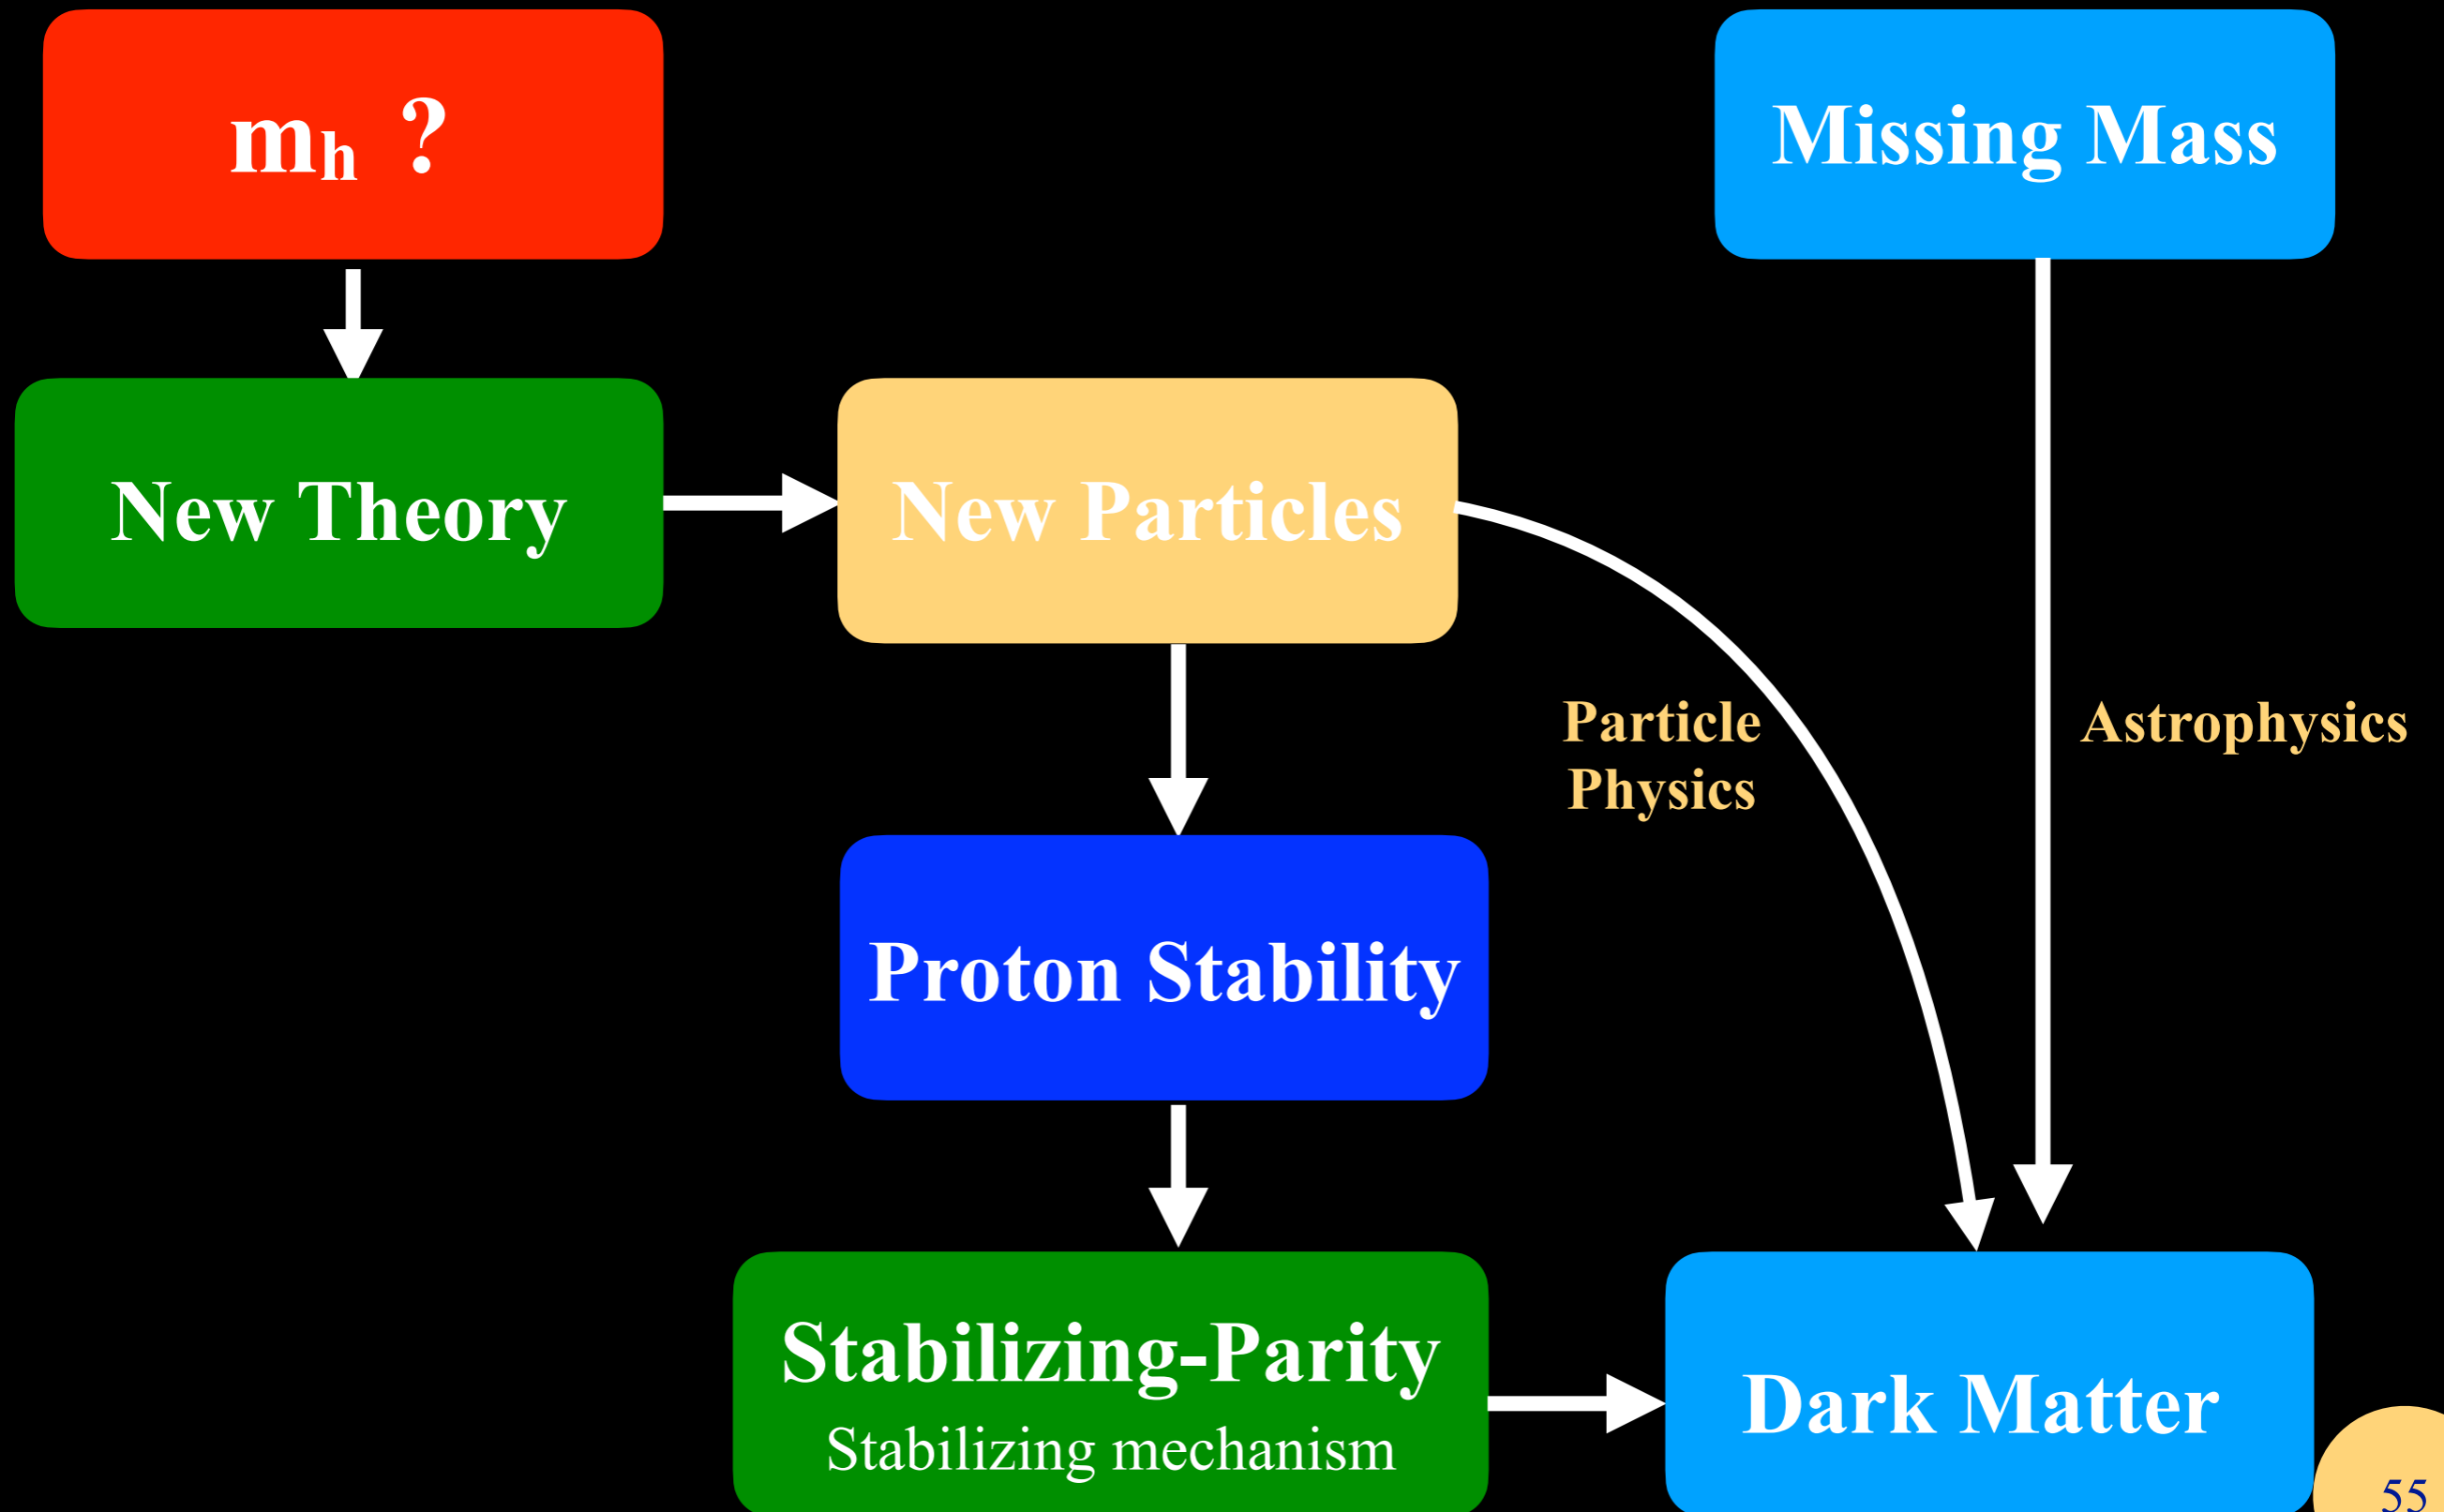 mh ?
Missing Mass
New Theory
New Particles
Particle
Physics
Astrophysics
Proton Stability
Stabilizing-Parity
Stabilizing mechanism
Dark Matter
55